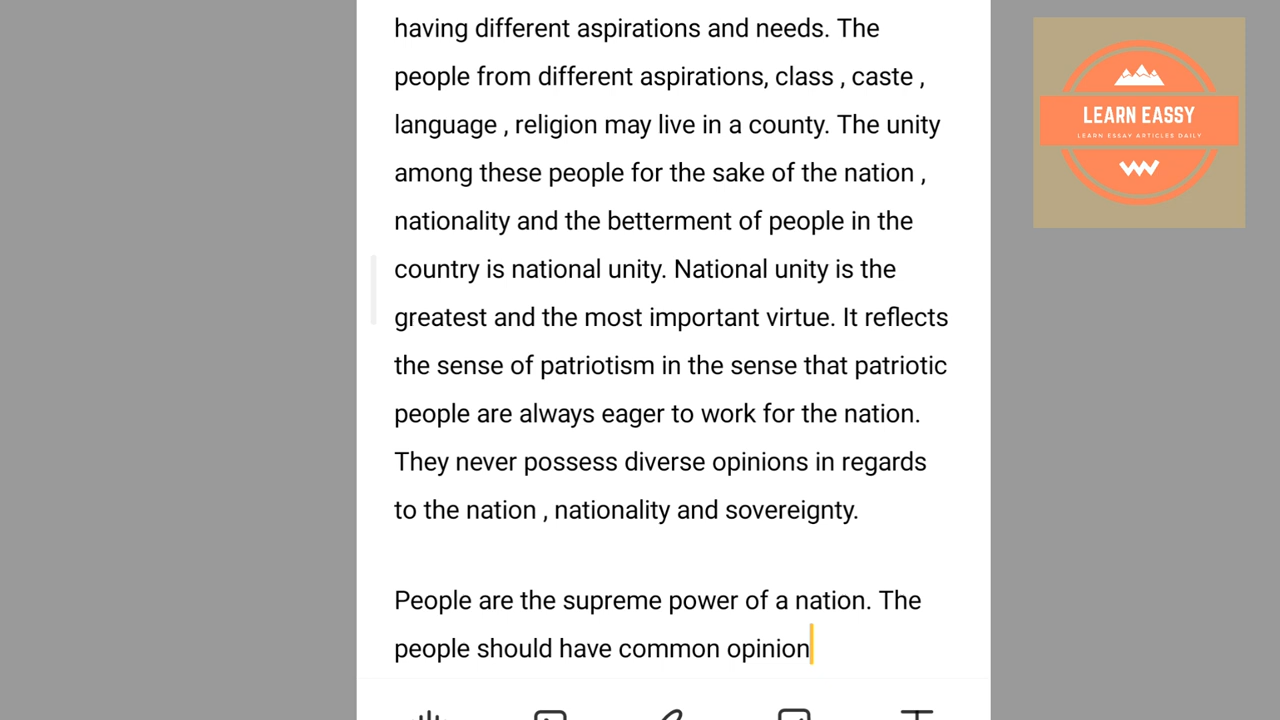 having different aspirations and needs. The
people from different aspirations, class , caste ,
language , religion may live in a county. The unity
among these people for the sake of the nation ,
nationality and the betterment of people in the
country is national unity. National unity is the
greatest and the most important virtue. It reflects
the sense of patriotism in the sense that patriotic
people are always eager to work for the nation.
They never possess diverse opinions in regards
to the nation , nationality and sovereignty.
People are the supreme power of a nation. The
people should have common opinion
LEARN EASSY
LEARN ESSAY ARTICLES DAILY